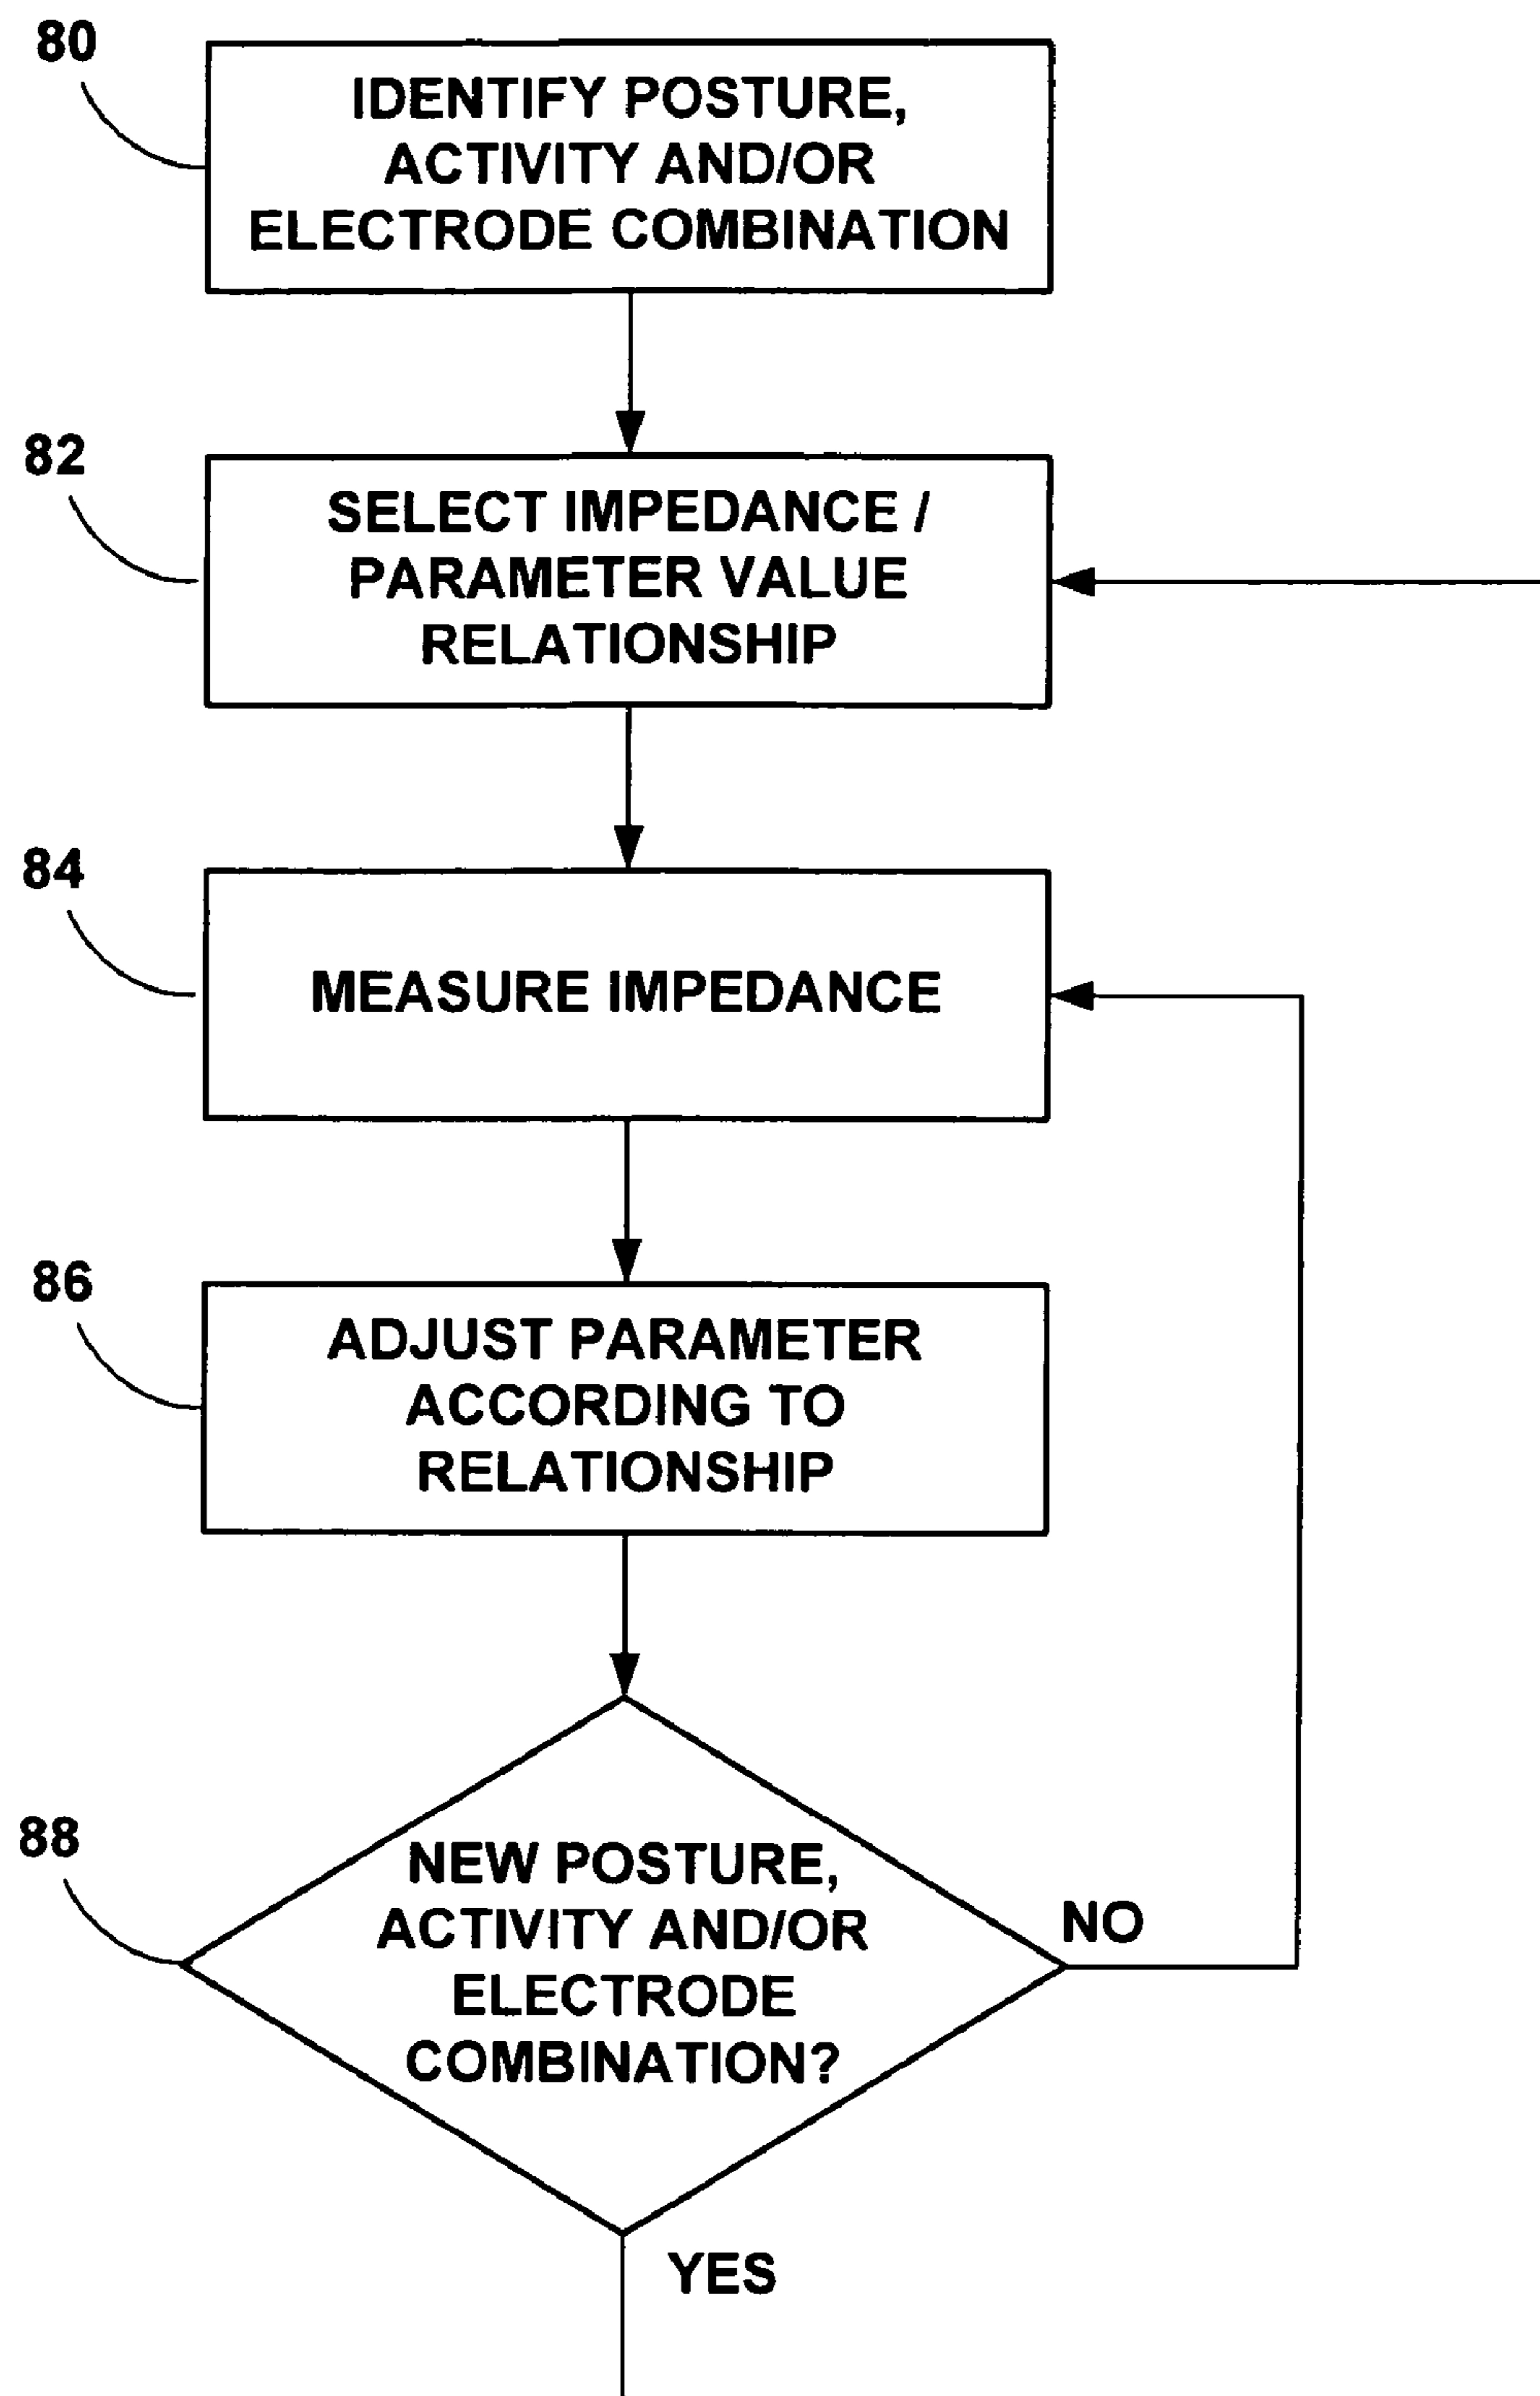 80
IDENTIFY POSTURE,
ACTIVITY AND/OR
ELECTRODE COMBINATION
82
SELECT IMPEDANCE /
PARAMETER VALUE
RELATIONSHIP
84
MEASURE IMPEDANCE
86
ADJUST PARAMETER
ACCORDING TO
RELATIONSHIP
88
NEW POSTURE,
ACTIVITY AND/OR
ELECTRODE
COMBINATION?
NO
YES